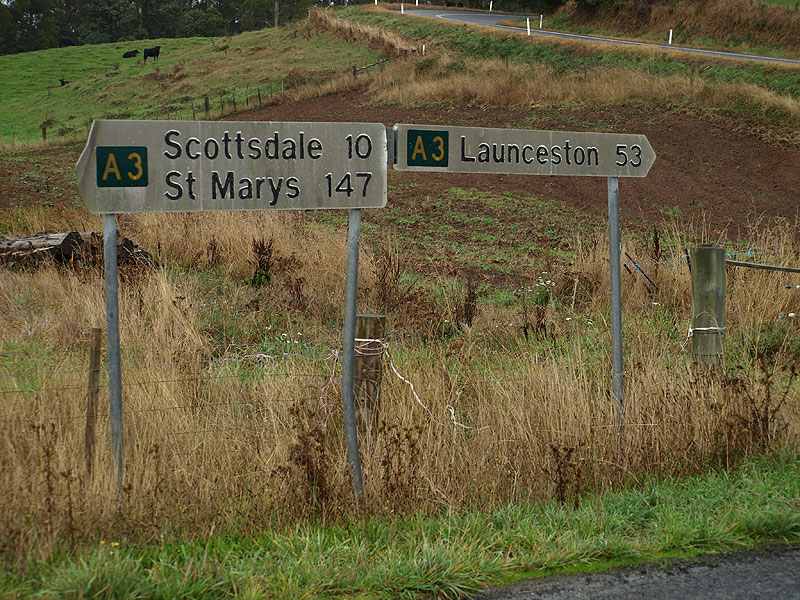 A3 Scottsdale 10
St Marys 147
A3 Launceston 53